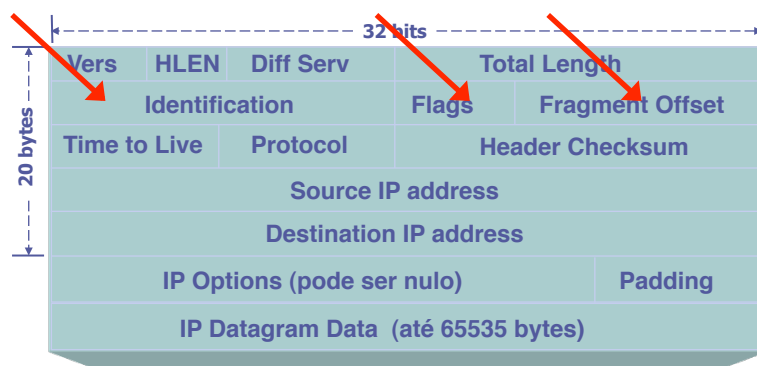 32 bits
Vers HLEN Diff Serv Total Length
Identification Flags Fragment Offset
Time to Live Protocol Header Checksum
20 bytes
Source IP address
Destination IP address
IP Options (pode ser nulo) Padding
IP Datagram Data (até 65535 bytes)